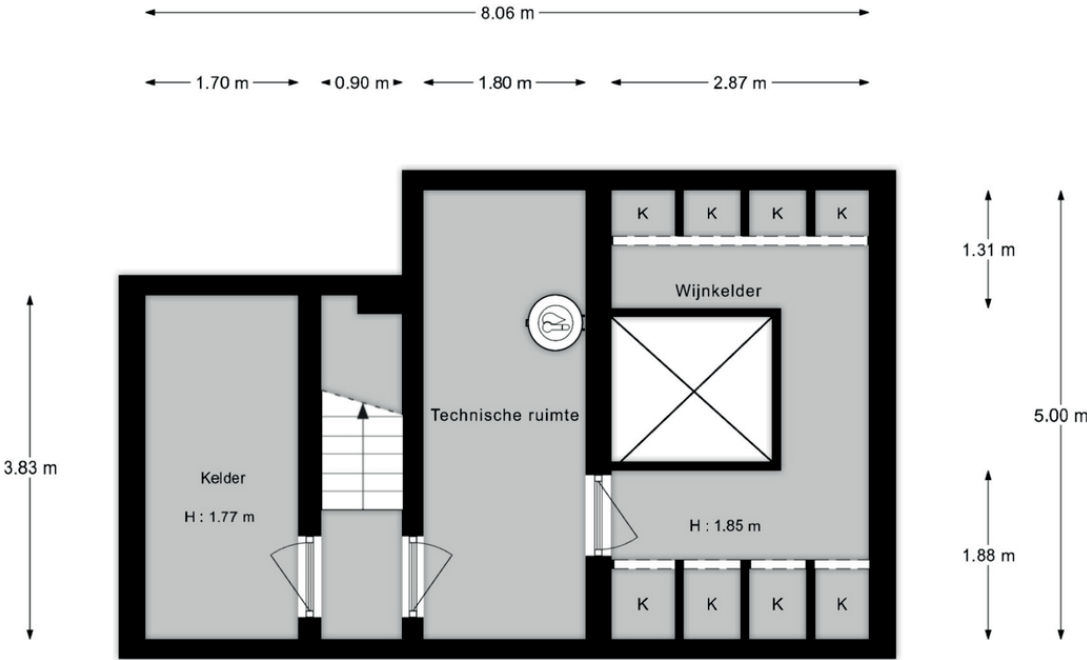 8.06 m
1.70 m
0.90 m
1.80 m
2.87 m
K
K
K
K
1.31 m
Wijnkelder
Technische ruimte
5.00 m
3.83 m
Kelder
H : 1.77 m
H : 1.85 m
1.88 m
K
K
K
K